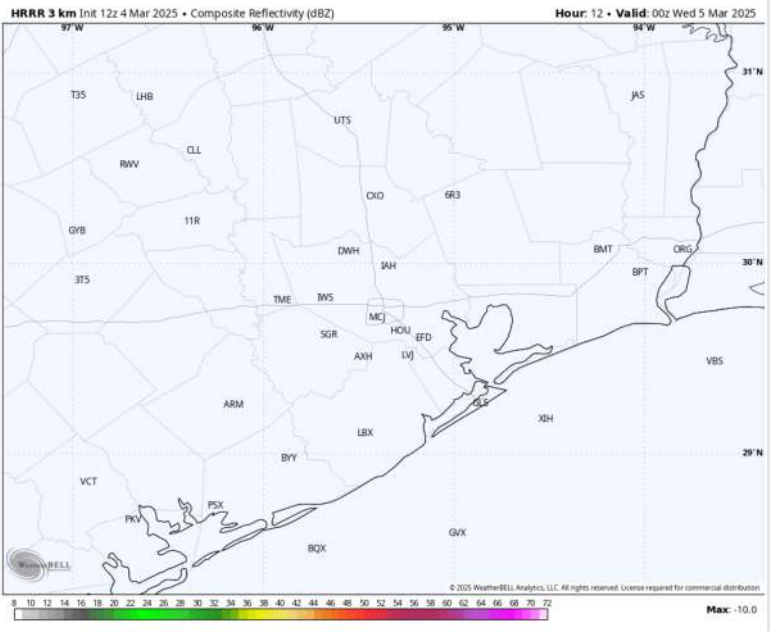 HRRR 3 km Init 12z 4 Mar 2025 • Composite Reflectivity (dBZ) Hour: 12 • Valid: 00z Wed 5 Mar 2025
97°W 96°W 95°W 94°W
31°N
T35 LHB JAS
UTS
CLL
RWV
CXO 6R3
11R
GYB
DWH BMT ORG
IAH 30°N
BPT
3T5
TME IWS
MCJ
SGR HOU EFD
AXH LVJ
VBS
ARM GLS
XIH
LBX
29°N
BYY
VCT
PSX
PKV
GVX
BQX
WeatherBELL
© 2025 WeatherBELL Analytics, LLC. All rights reserved. License required for commercial distribution.
8 10 12 14 16 18 20 22 24 26 28 30 32 34 36 38 40 42 44 46 48 50 52 54 56 58 60 62 64 66 68 70 72
Max: -10.0